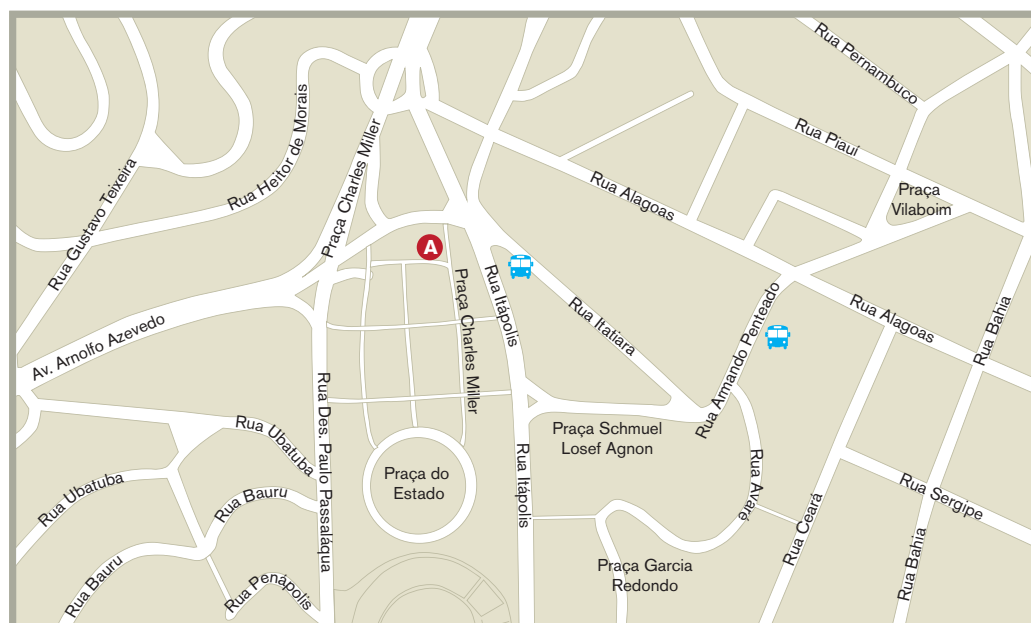 Rua Pernambuco
Rua Piauí
Praça
Vilaboim
Rua Heitor de Morais
Praça Charles Miller
Rua Gustavo Teixeira
Rua Alagoas
A
Rua Itápolis
Praça Charles Miller
Rua Itatiara
Rua Armando Penteado
Rua Alagoas
Rua Bahia
Av. Arnolfo Azevedo
Rua Des. Paulo Passaláqua
Rua Ubatuba
Praça Schmuel
Losef Agnon
Praça do
Estado
Rua Itápolis
Rua Avaré
Rua Ubatuba
Rua Bauru
Rua Ceará
Rua Sergipe
Rua Bahia
Praça Garcia
Redondo
Rua Bauru
Rua Penápolis